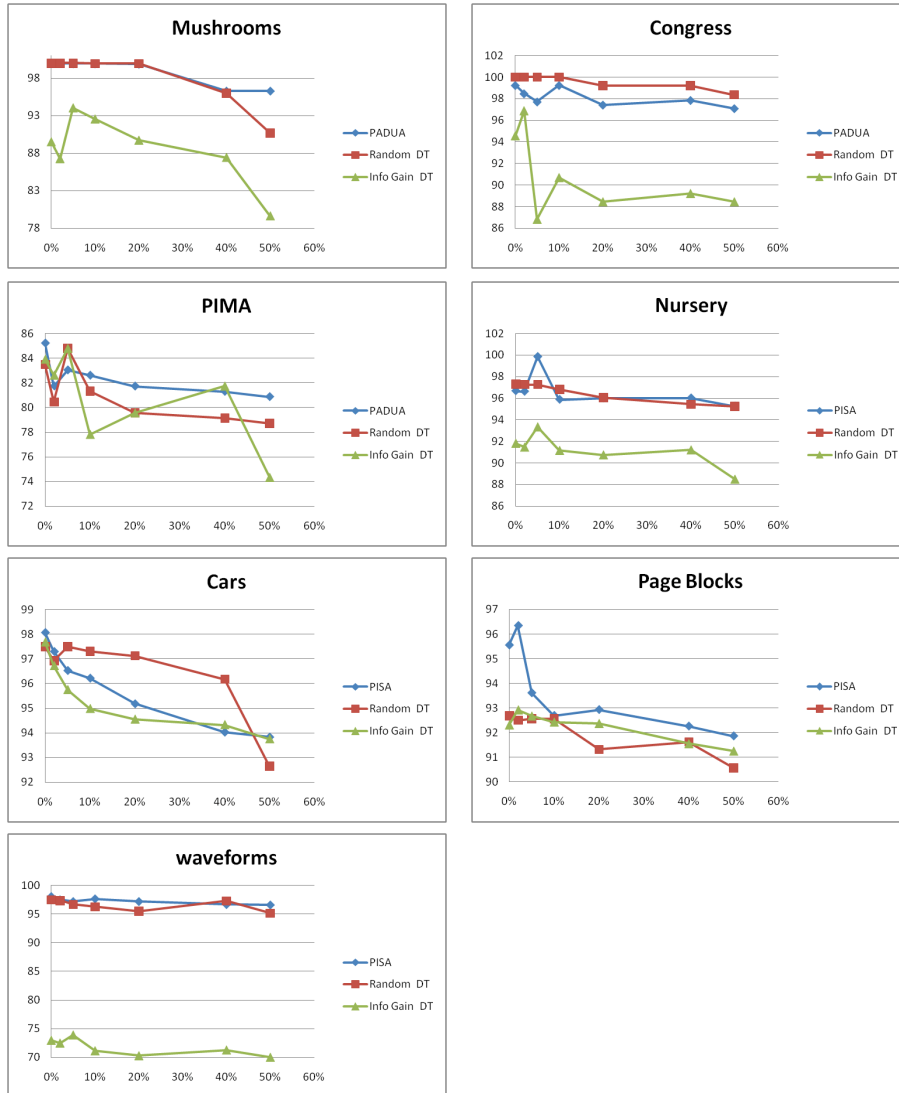 Mushrooms
98
93
88
83
78
0% 10% 20% 30% 40% 50% 60%
PADUA
Random DT
Info Gain DT
Congress
102
100
98
96
94
92
90
88
86
0% 10% 20% 30% 40% 50% 60%
PADUA
Random DT
Info Gain DT
PIMA
86
84
82
80
78
76
74
72
0% 10% 20% 30% 40% 50% 60%
PADUA
Random DT
Info Gain DT
Nursery
102
100
98
96
94
92
90
88
86
0% 10% 20% 30% 40% 50% 60%
PISA
Random DT
Info Gain DT
Cars
99
98
97
96
95
94
93
92
0% 10% 20% 30% 40% 50% 60%
PISA
Random DT
Info Gain DT
Page Blocks
97
96
95
94
93
92
91
90
0% 10% 20% 30% 40% 50% 60%
PISA
Random DT
Info Gain DT
waveforms
100
95
90
85
80
75
70
0% 10% 20% 30% 40% 50% 60%
PISA
Random DT
Info Gain DT